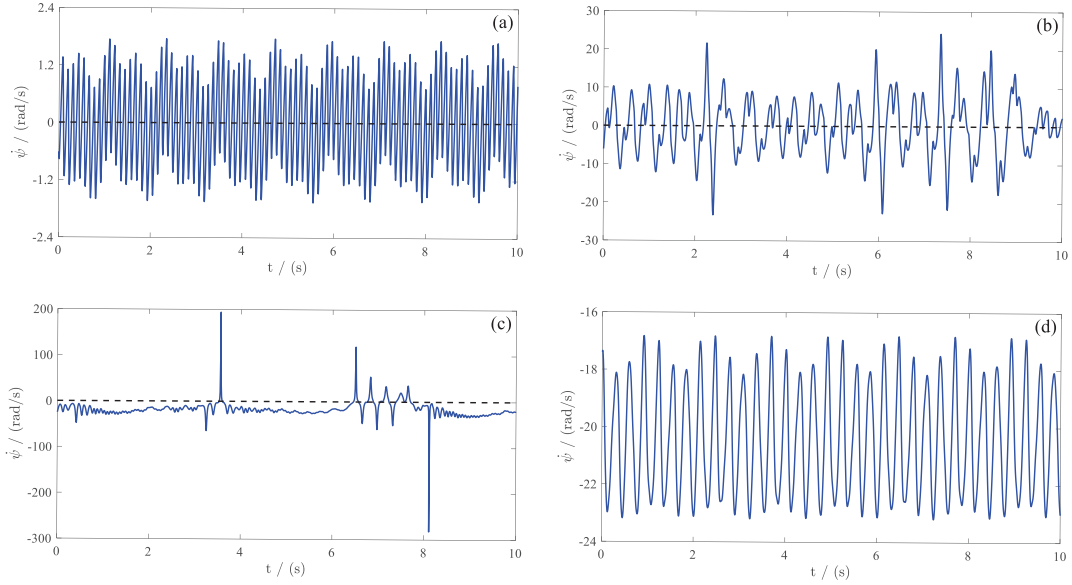 (a)
2.4
1.2
0
-1.2
-2.4
ψ̇ / (rad/s)
0 2 4 6 8 10
t / (s)
(b)
30
20
10
0
-10
-20
-30
ψ̇ / (rad/s)
0 2 4 6 8 10
t / (s)
(c)
200
100
0
-100
-200
-300
ψ̇ / (rad/s)
0 2 4 6 8 10
t / (s)
(d)
-16
-18
-20
-22
-24
ψ̇ / (rad/s)
0 2 4 6 8 10
t / (s)